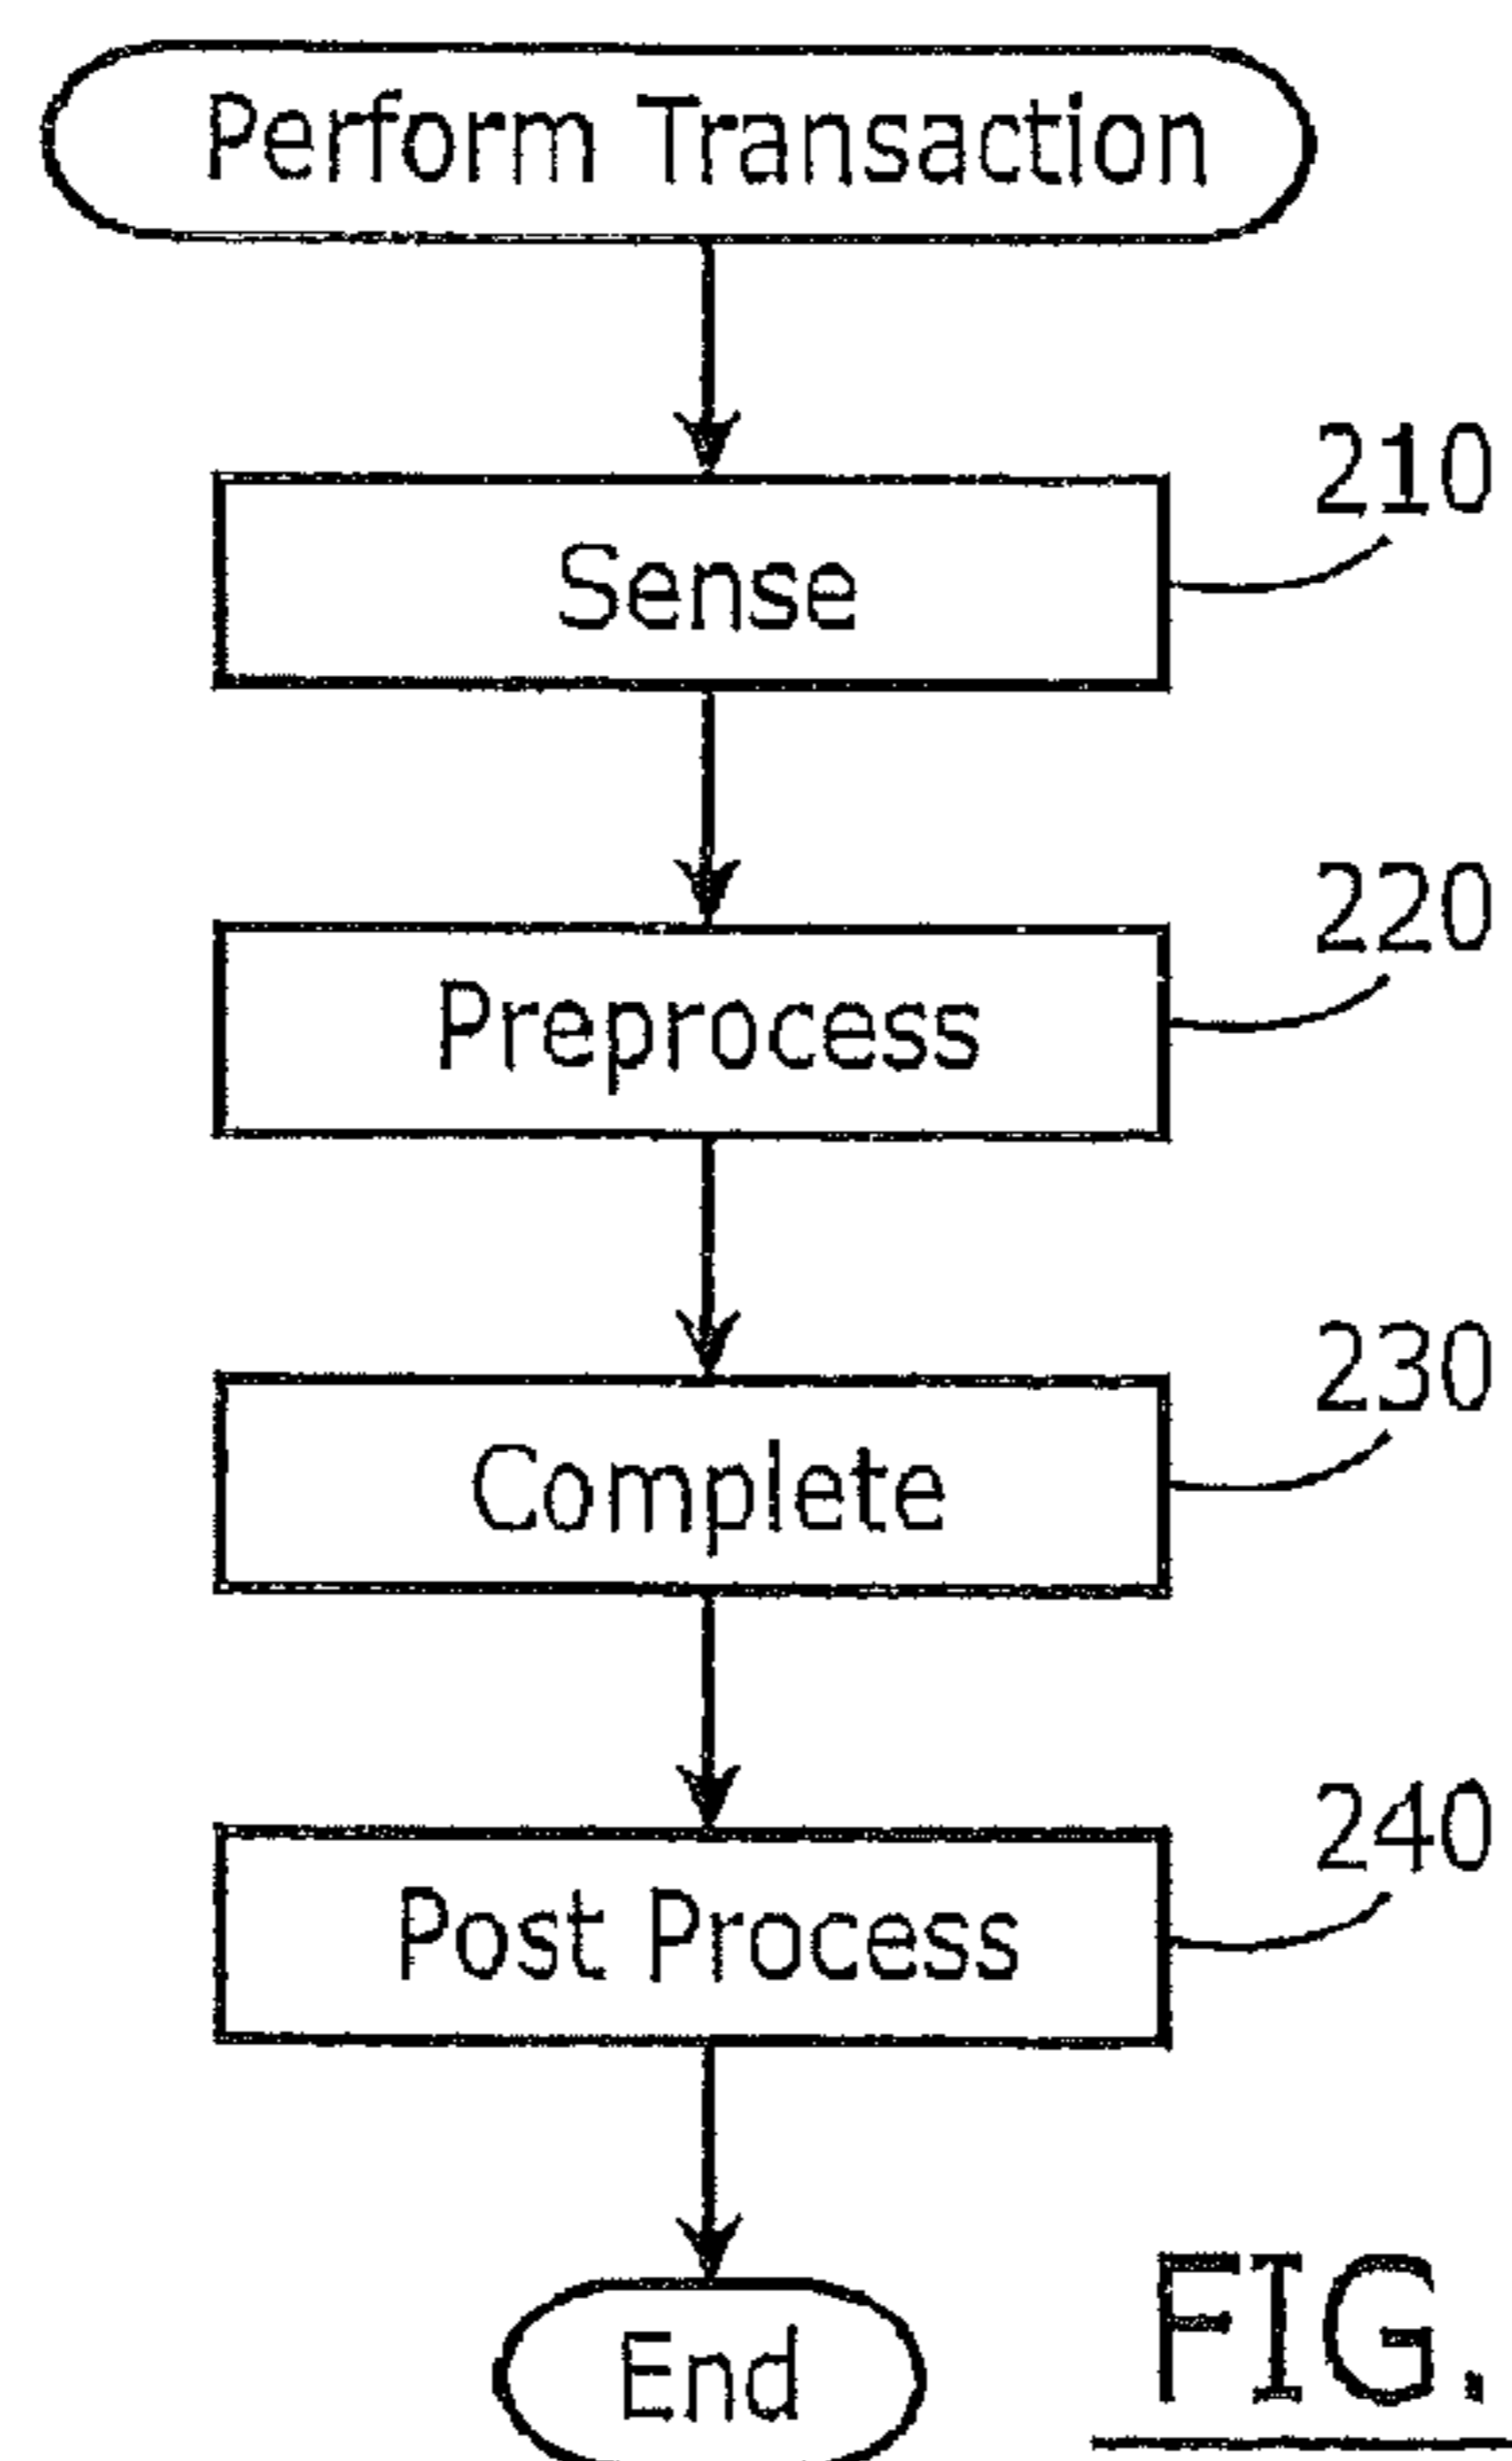 Perform Transaction
210
Sense
220
Preprocess
230
Complete
240
Post Process
End
FIG.